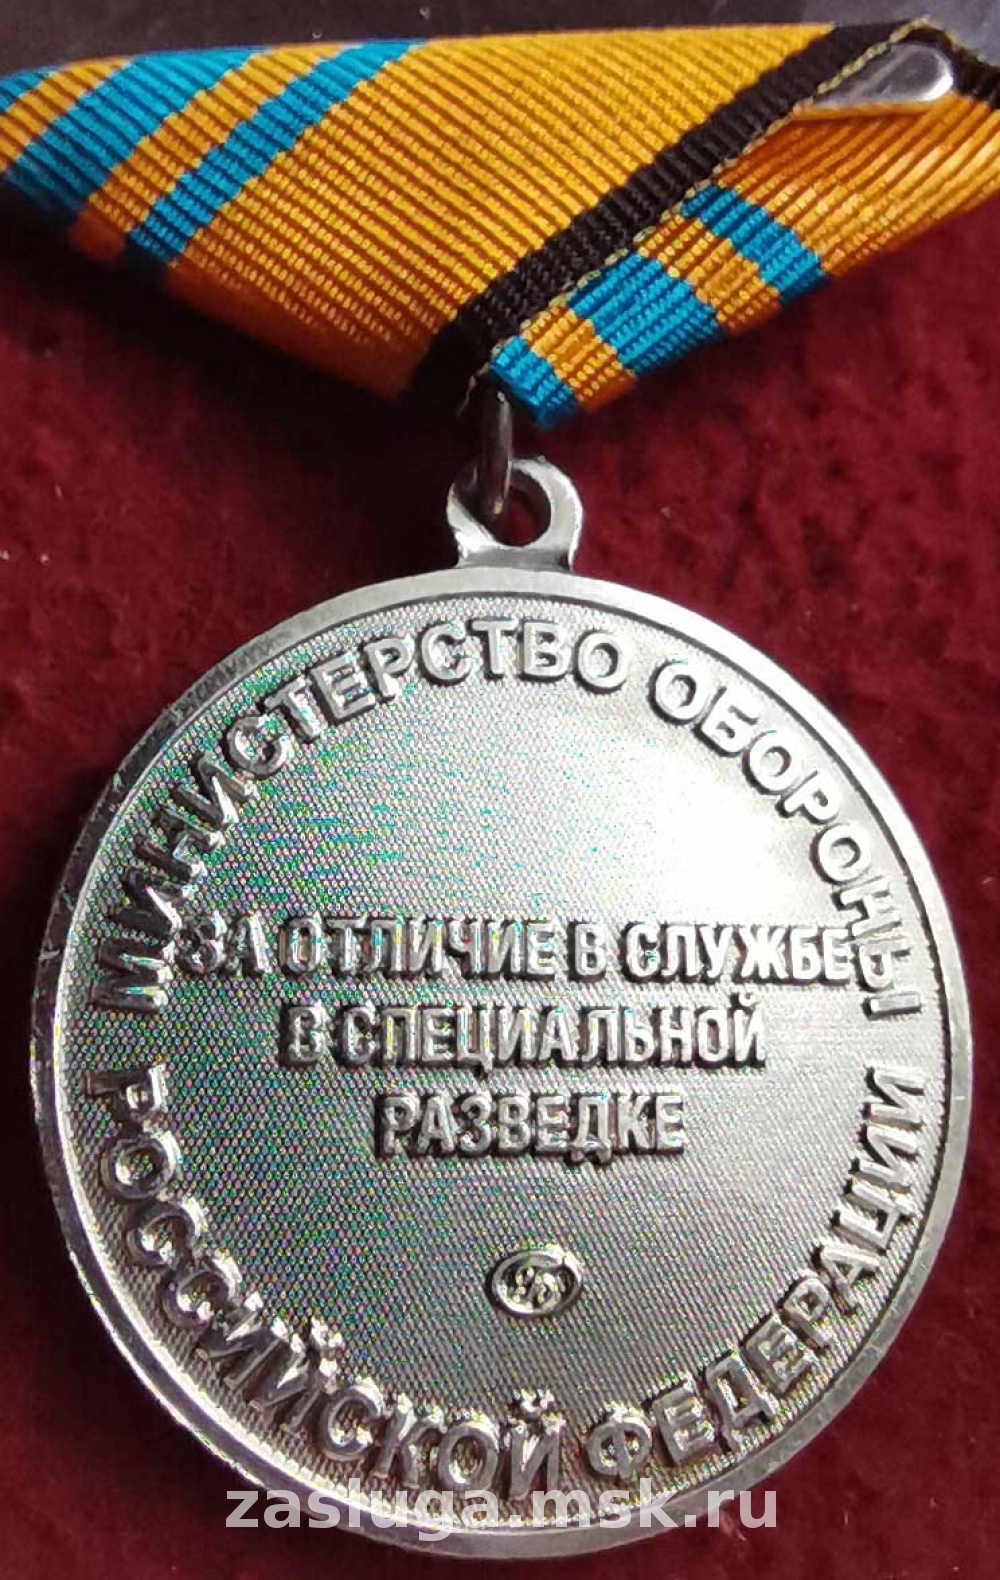 МИНИСТЕРСТВО ОБОРОНЫ
ЗА ОТЛИЧИЕ В СЛУЖБЕ
В СПЕЦИАЛЬНОЙ
РАЗВЕДКЕ
РОССИЙСКОЙ ФЕДЕРАЦИИ
zasluga.msk.ru